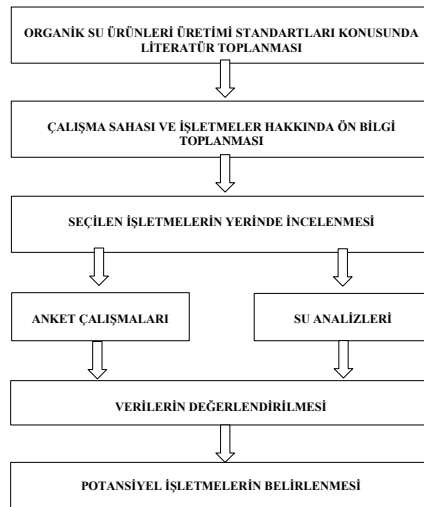 ORGANİK SU ÜRÜNLERİ ÜRETİMİ STANDARTLARI KONUSUNDA
LİTERATÜR TOPLANMASI
ÇALIŞMA SAHASI VE İŞLETMELER HAKKINDA ÖN BİLGİ
TOPLANMASI
SEÇİLEN İŞLETMELERİN YERİNDE İNCELENMESİ
ANKET ÇALIŞMALARI
SU ANALİZLERİ
VERİLERİN DEĞERLENDİRİLMESİ
POTANSİYEL İŞLETMELERİN BELİRLENMESİ